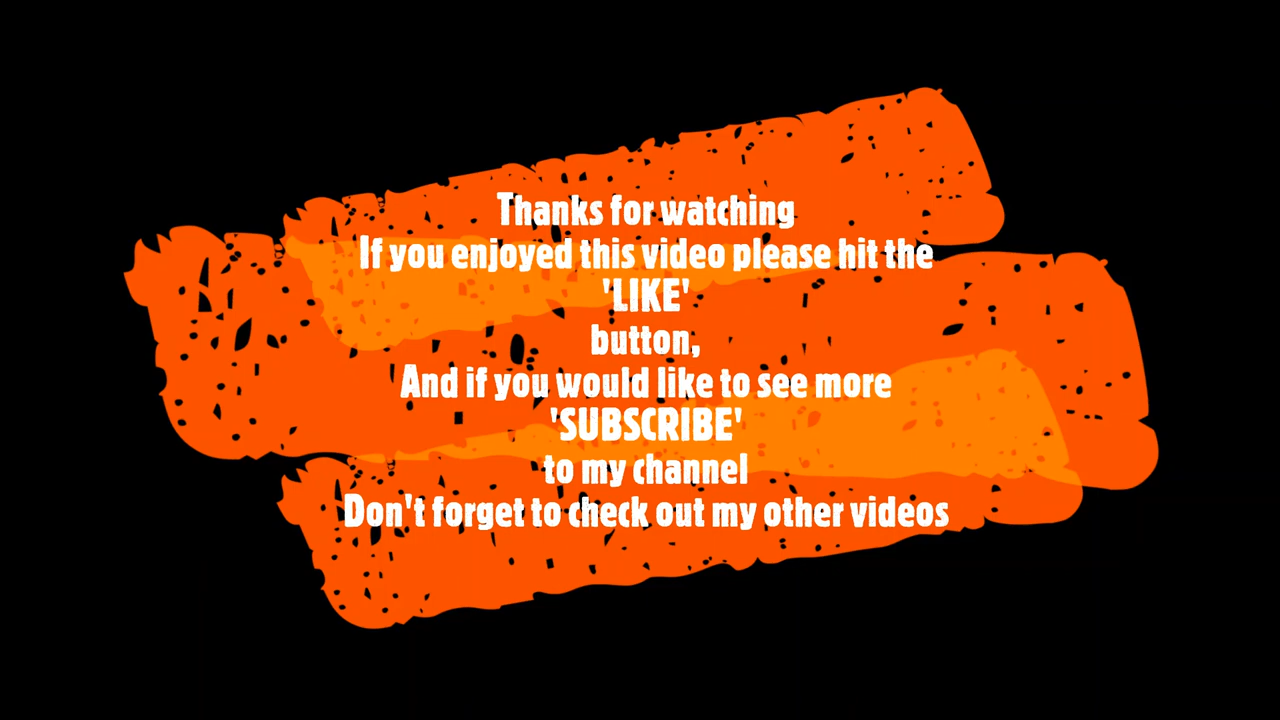 Thanks for watching
If you enjoyed this video please hit the
'LIKE'
button,
And if you would like to see more
'SUBSCRIBE'
to my channel
Don't forget to check out my other videos